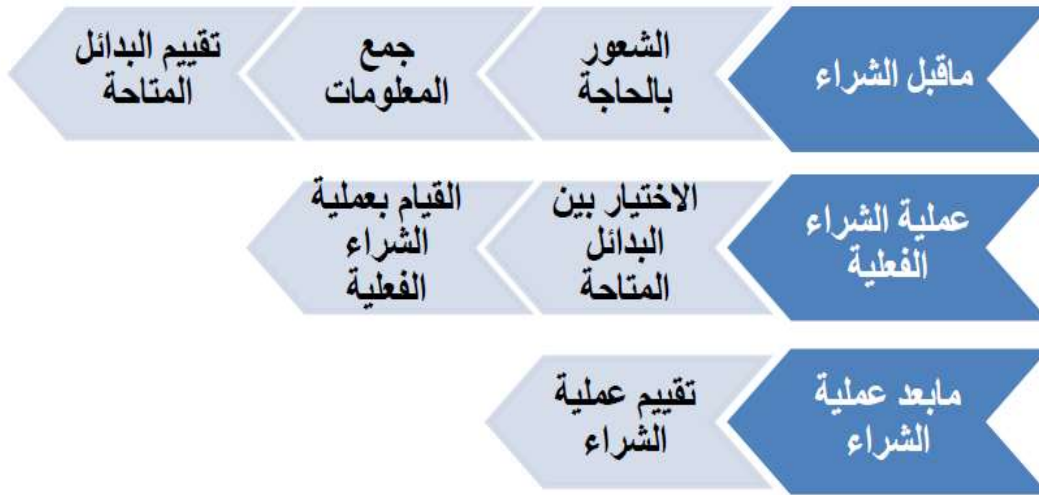 ماقبل الشراء
الشعور
بالحاجة
جمع
المعلومات
تقييم البدائل
المتاحة
عملية الشراء
الفعلية
الاختيار بين
البدائل
المتاحة
القيام بعملية
الشراء
الفعلية
مابعد عملية
الشراء
تقييم عملية
الشراء